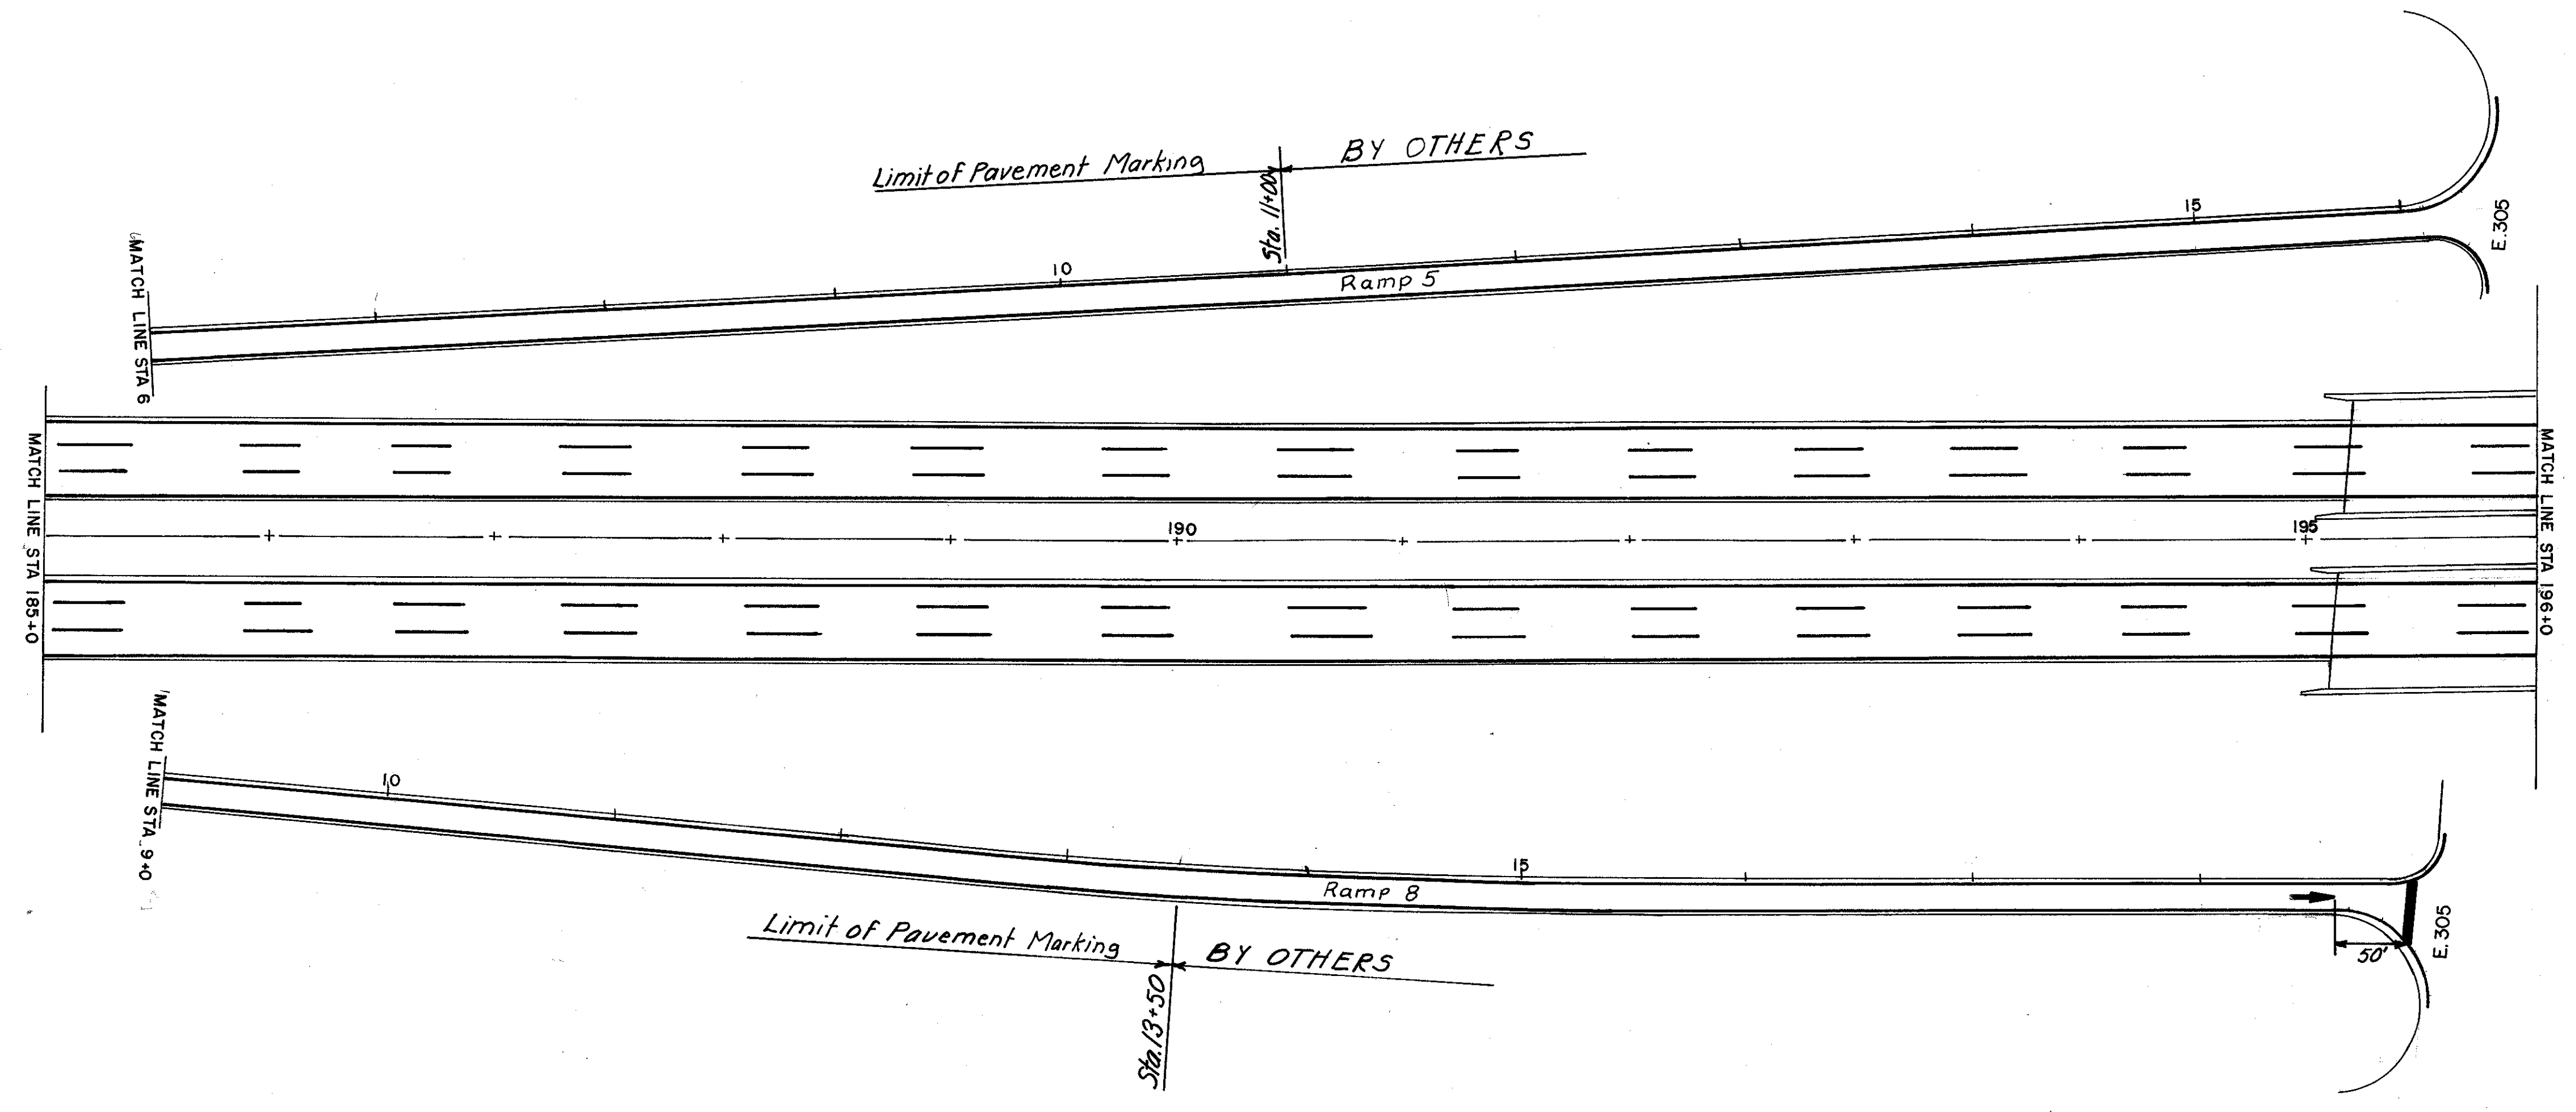 BY OTHERS
Limit of Pavement Marking
Sta. 11+00
15
E.305
MATCH LINE STA 6
10
Ramp 5
MATCH LINE STA 185+0
190
195
MATCH LINE STA 196+0
MATCH LINE STA 9+0
10
15
Ramp 8
Limit of Pavement Marking
BY OTHERS
50'
E.305
Sta.13+50